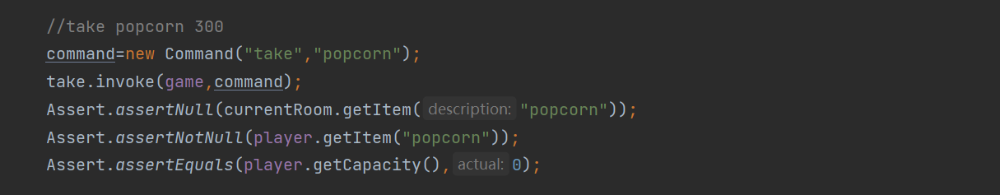 //take popcorn 300
command=new Command("take","popcorn");
take.invoke(game,command);
Assert.assertNull(currentRoom.getItem( description: "popcorn"));
Assert.assertNotNull(player.getItem("popcorn"));
Assert.assertEquals(player.getCapacity(), actual: 0);